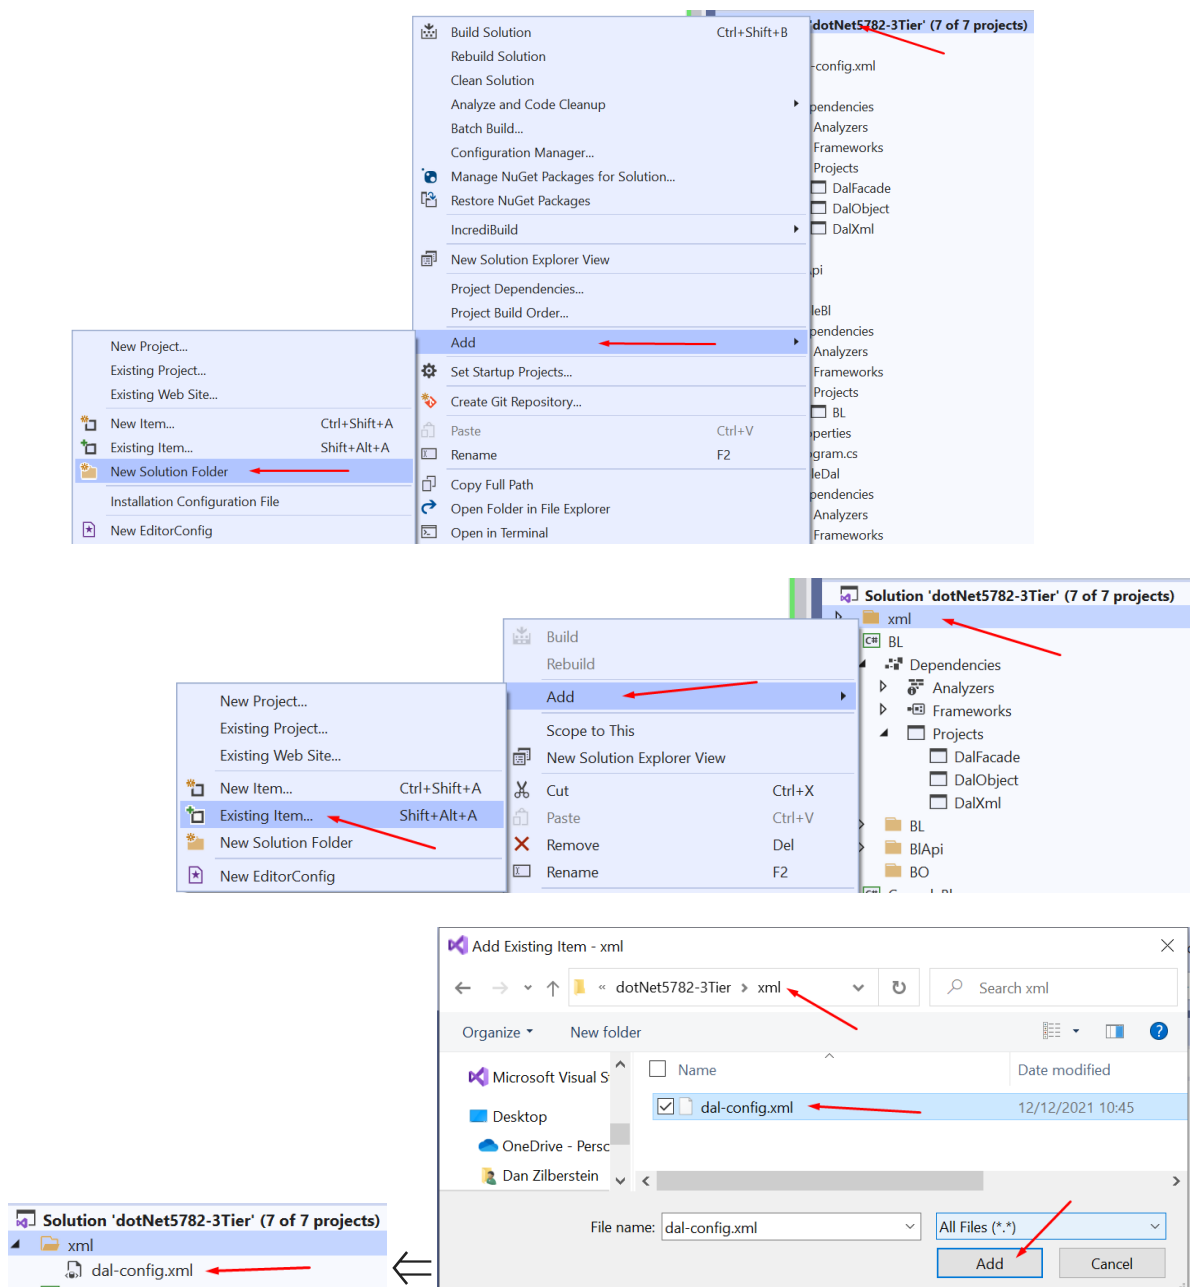 Build Solution Ctrl+Shift+B
Rebuild Solution
Clean Solution
Analyze and Code Cleanup
Batch Build...
Configuration Manager...
Manage NuGet Packages for Solution...
Restore NuGet Packages
IncrediBuild
New Solution Explorer View
Project Dependencies...
Project Build Order...
Add
Set Startup Projects...
Create Git Repository...
Paste Ctrl+V
Rename F2
Copy Full Path
Open Folder in File Explorer
Open in Terminal
New Project...
Existing Project...
Existing Web Site...
New Item... Ctrl+Shift+A
Existing Item... Shift+Alt+A
New Solution Folder
Installation Configuration File
New EditorConfig
'dotNet5782-3Tier' (7 of 7 projects)
-config.xml
pendencies
Analyzers
Frameworks
Projects
DalFacade
DalObject
DalXml
pi
leBl
pendencies
Analyzers
Frameworks
Projects
BL
perties
gram.cs
leDal
pendencies
Analyzers
Frameworks
Solution 'dotNet5782-3Tier' (7 of 7 projects)
xml
C# BL
Dependencies
Analyzers
Frameworks
Projects
DalFacade
DalObject
DalXml
BL
BlApi
BO
Build
Rebuild
Add
Scope to This
New Solution Explorer View
Cut Ctrl+X
Paste Ctrl+V
Remove Del
Rename F2
New Project...
Existing Project...
Existing Web Site...
New Item... Ctrl+Shift+A
Existing Item... Shift+Alt+A
New Solution Folder
New EditorConfig
Add Existing Item - xml
« dotNet5782-3Tier > xml
Search xml
Organize New folder
Name Date modified
Microsoft Visual S
Desktop
OneDrive - Persc
Dan Zilberstein
dal-config.xml 12/12/2021 10:45
File name: dal-config.xml All Files (*.*)
Add Cancel
Solution 'dotNet5782-3Tier' (7 of 7 projects)
xml
dal-config.xml